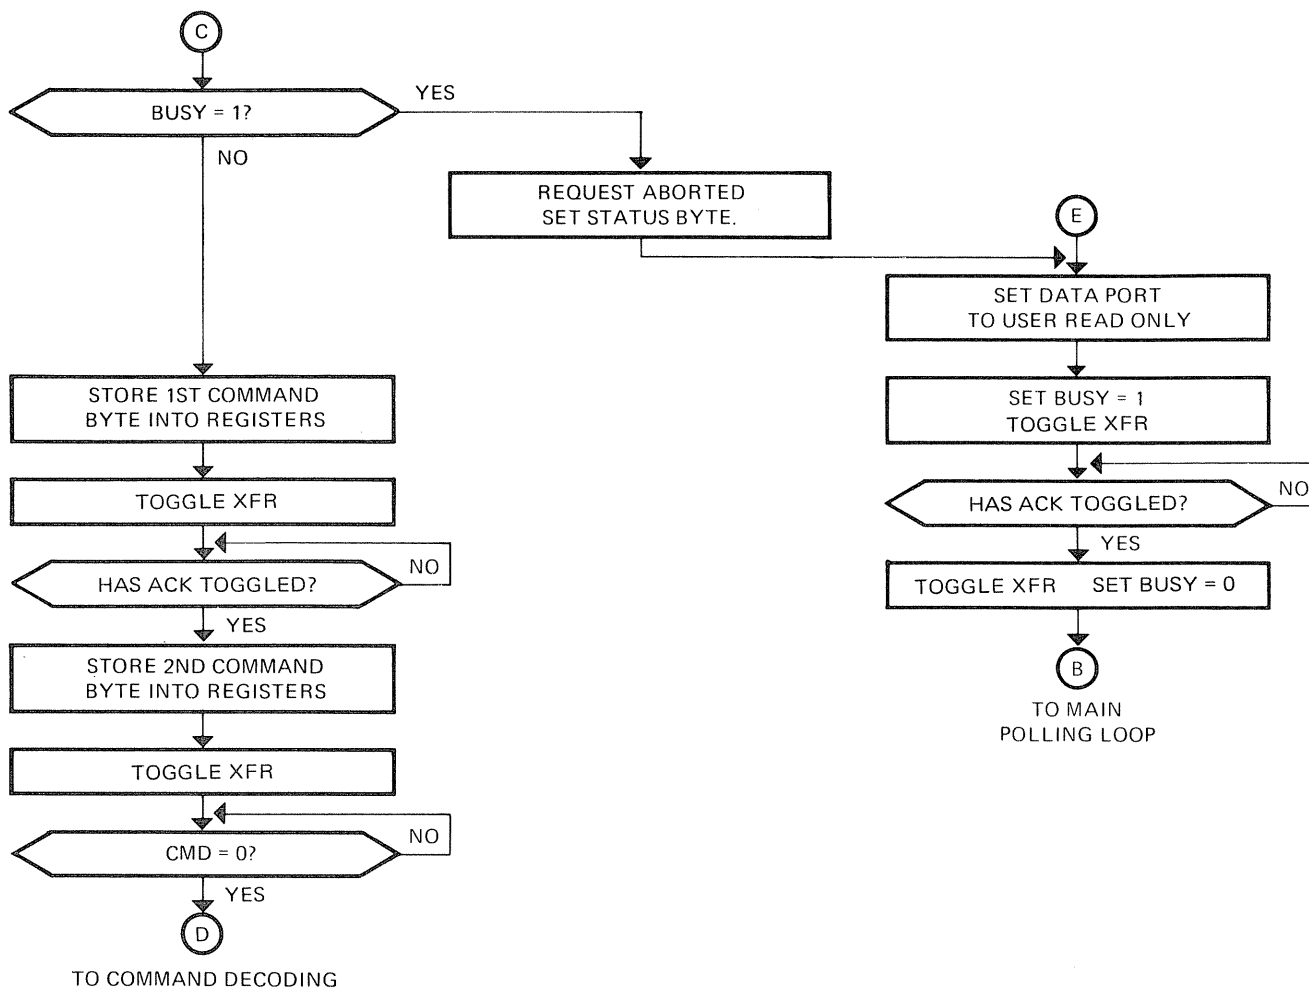 C
BUSY = 1?
YES
NO
REQUEST ABORTED
SET STATUS BYTE.
E
SET DATA PORT
TO USER READ ONLY
STORE 1ST COMMAND
BYTE INTO REGISTERS
SET BUSY = 1
TOGGLE XFR
TOGGLE XFR
HAS ACK TOGGLED?
NO
YES
HAS ACK TOGGLED?
NO
YES
TOGGLE XFR SET BUSY = 0
STORE 2ND COMMAND
BYTE INTO REGISTERS
B
TO MAIN
POLLING LOOP
TOGGLE XFR
CMD = 0?
NO
YES
D
TO COMMAND DECODING